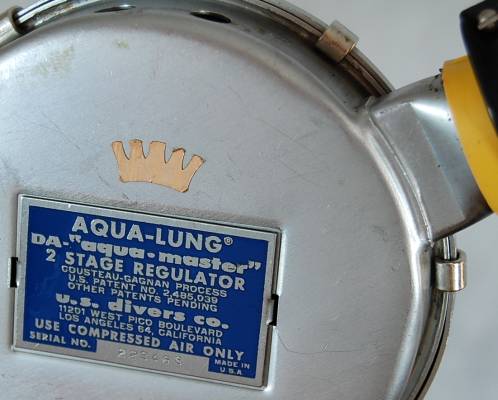 AQUA-LUNG®
DA-"aqua·master"
2 STAGE REGULATOR
COUSTEAU-GAGNAN PROCESS
U.S. PATENT NO. 2,485,039
OTHER PATENTS PENDING
u.s. divers co.
11201 WEST PICO BOULEVARD
LOS ANGELES 64, CALIFORNIA
USE COMPRESSED AIR ONLY
SERIAL NO.
MADE IN
U.S.A